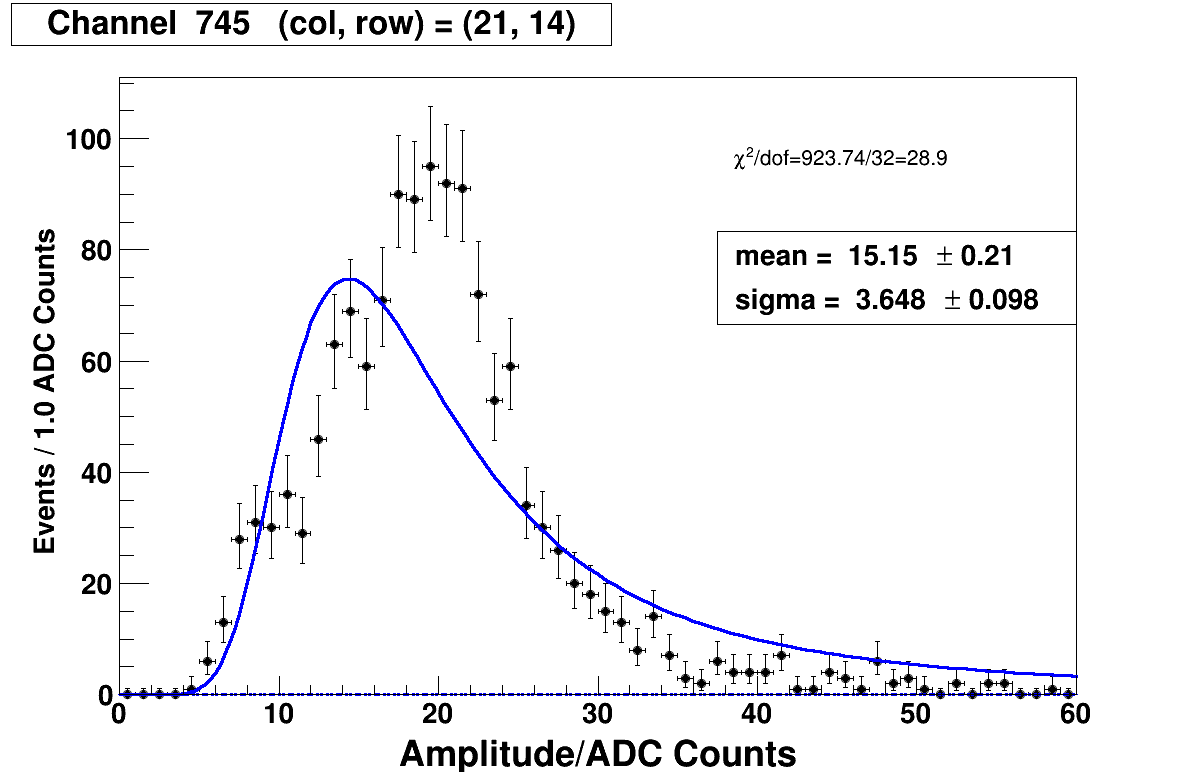 Channel 745 (col, row) = (21, 14)
χ²/dof=923.74/32=28.9
mean = 15.15 ± 0.21
sigma = 3.648 ± 0.098
Events / 1.0 ADC Counts
100
80
60
40
20
0
0 10 20 30 40 50 60
Amplitude/ADC Counts